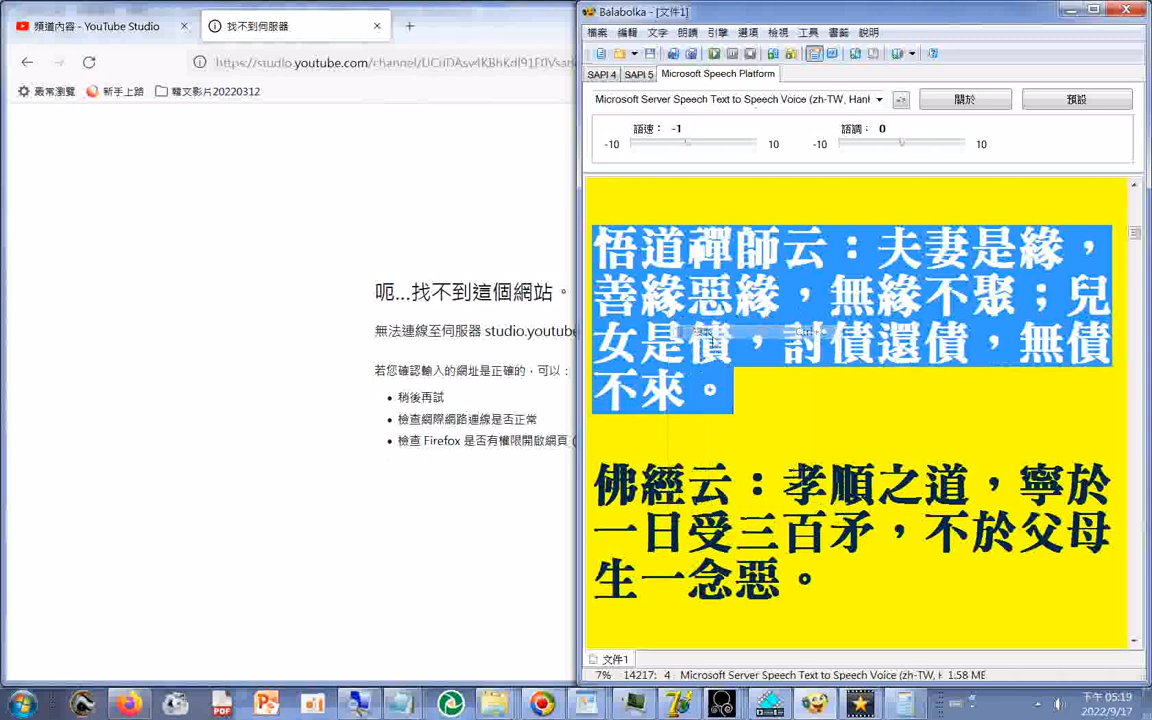 頻道內容 - YouTube Studio
找不到伺服器
https://studio.youtube.com/channel/
最常瀏覽 新手上路 韓文影片20220312
呃...找不到這個網站。
無法連線至伺服器 studio.youtube
若您確認輸入的網址是正確的，可以：
稍後再試
檢查網際網路連線是否正常
檢查 Firefox 是否有權限開啟網頁 (
Balabolka - [文件1]
檔案 編輯 文字 朗讀 引擎 選項 檢視 工具 書籤 說明
SAPI 4 SAPI 5 Microsoft Speech Platform
Microsoft Server Speech Text to Speech Voice (zh-TW, Hanl
關於
預設
語速： -1
語調： 0
-10 10 -10 10
悟道禪師云：夫妻是緣，
善緣惡緣，無緣不聚；兒
女是債，討債還債，無債
不來。
佛經云：孝順之道，寧於
一日受三百矛，不於父母
生一念惡。
文件1
7% 14217: 4 Microsoft Server Speech Text to Speech Voice (zh-TW, H 1.58 ME
下午 05:19
2022/9/17